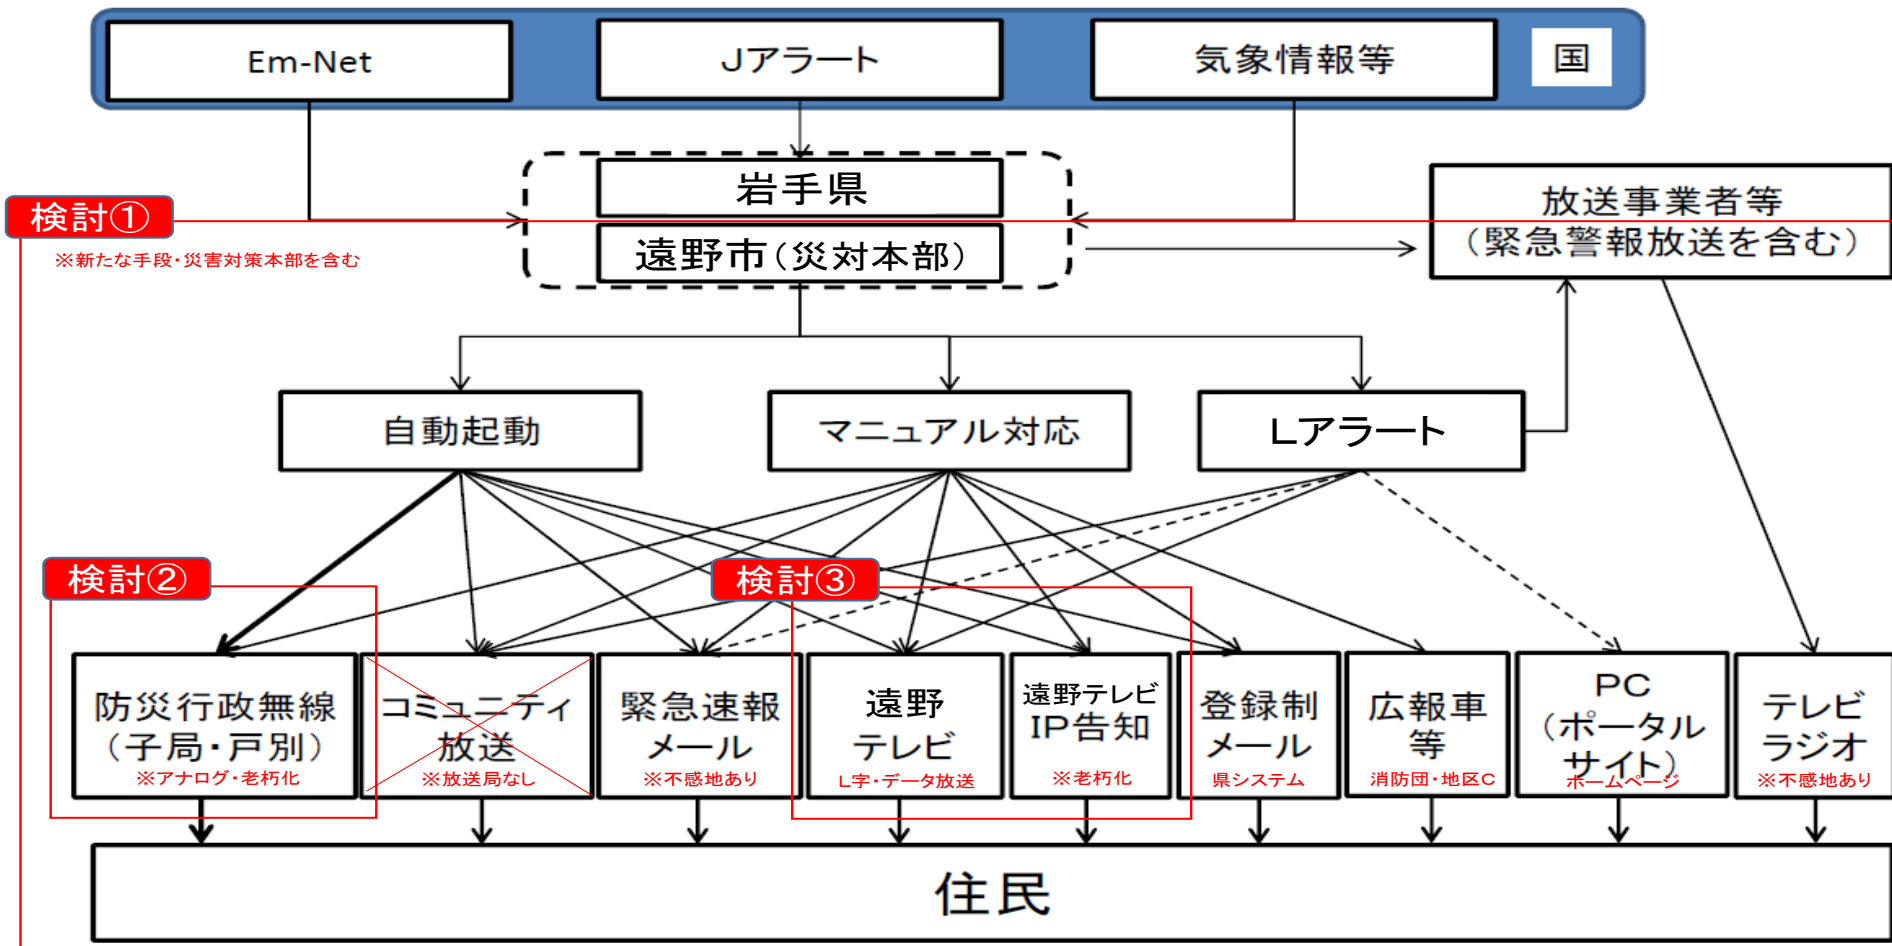 Em-Net
Jアラート
気象情報等
国
岩手県
遠野市(災対本部)
放送事業者等
(緊急警報放送を含む)
検討①
※新たな手段・災害対策本部を含む
自動起動
マニュアル対応
Lアラート
検討②
検討③
防災行政無線
(子局・戸別)
※アナログ・老朽化
コミュニティ
放送
※放送局なし
緊急速報
メール
※不感地あり
遠野
テレビ
L字・データ放送
遠野テレビ
IP告知
※老朽化
登録制
メール
県システム
広報車
等
消防団・地区C
PC
(ポータル
サイト)
ホームページ
テレビ
ラジオ
※不感地あり
住民